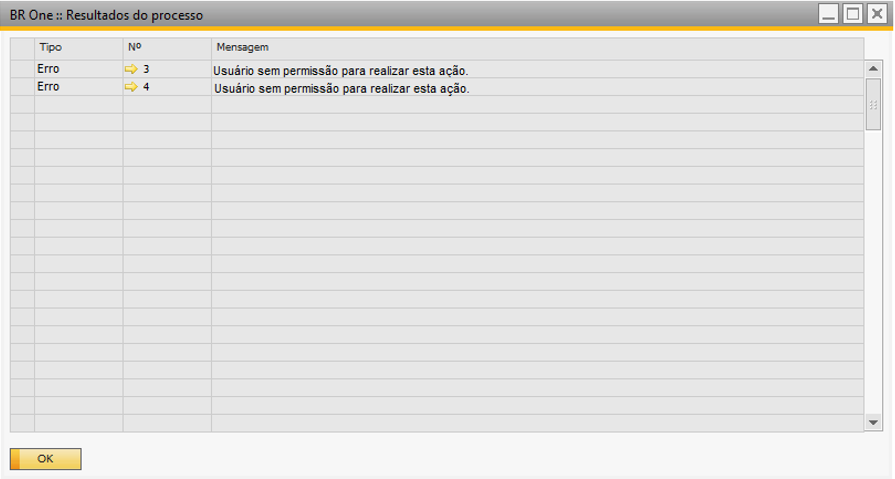 BR One :: Resultados do processo
Tipo Nº Mensagem
Erro 3 Usuário sem permissão para realizar esta ação.
Erro 4 Usuário sem permissão para realizar esta ação.
OK